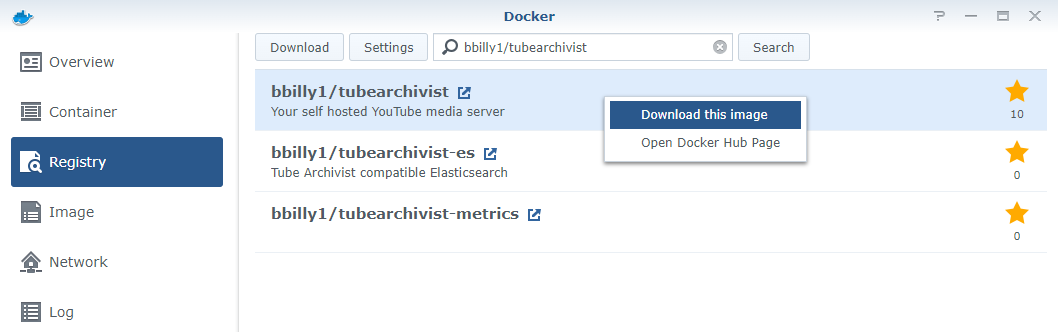 Docker
Overview
Container
Registry
Image
Network
Log
Download Settings bbilly1/tubearchivist Search
bbilly1/tubearchivist
Your self hosted YouTube media server
10
Download this image
Open Docker Hub Page
bbilly1/tubearchivist-es
Tube Archivist compatible Elasticsearch
0
bbilly1/tubearchivist-metrics
0